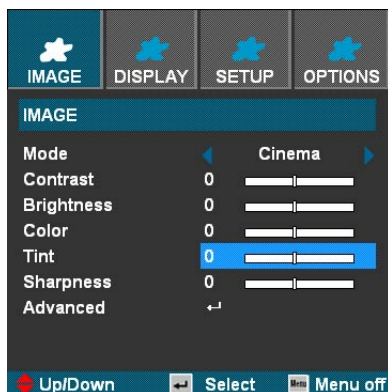 IMAGE DISPLAY SETUP OPTIONS
IMAGE
Mode Cinema
Contrast 0
Brightness 0
Color 0
Tint 0
Sharpness 0
Advanced
Up/Down Select Menu Menu off